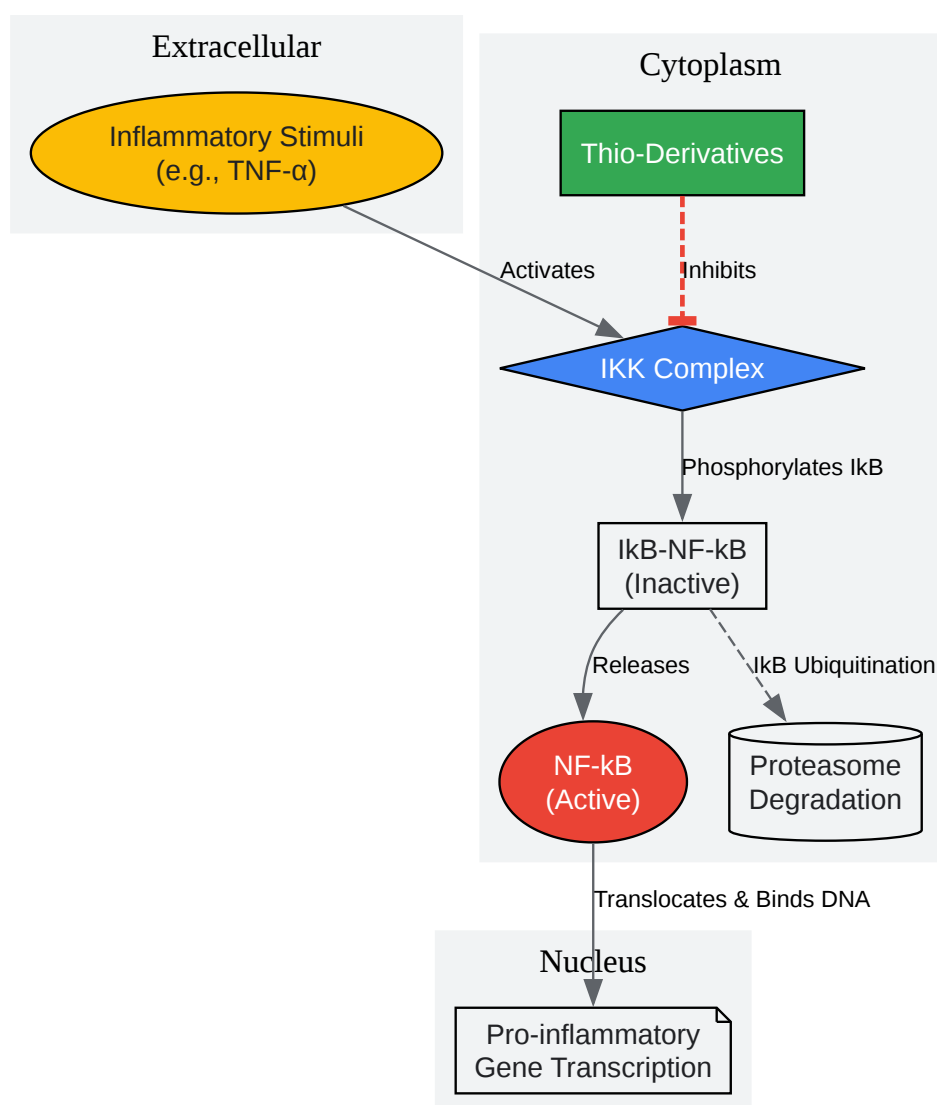 Extracellular
Inflammatory Stimuli
(e.g., TNF-α)
Cytoplasm
Thio-Derivatives
Activates
Inhibits
IKK Complex
Phosphorylates IkB
IkB-NF-kB
(Inactive)
Releases
IkB Ubiquitination
NF-kB
(Active)
Proteasome
Degradation
Translocates & Binds DNA
Nucleus
Pro-inflammatory
Gene Transcription